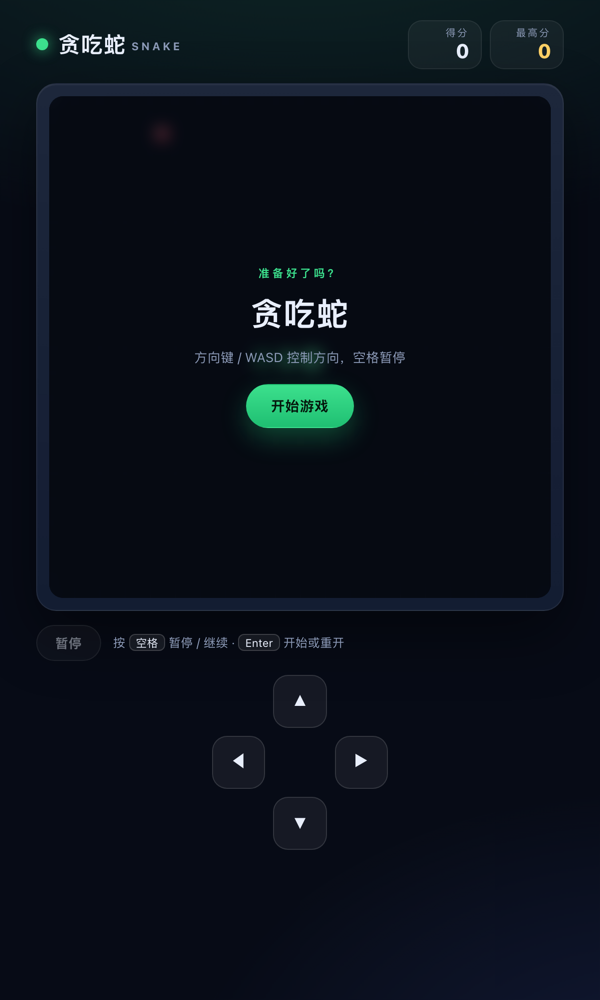 贪吃蛇 SNAKE
得分
0
最高分
0
准备好了吗?
贪吃蛇
方向键 / WASD 控制方向，空格暂停
开始游戏
暂停
按 空格 暂停 / 继续 · Enter 开始或重开
▲
◀ ▶
▼